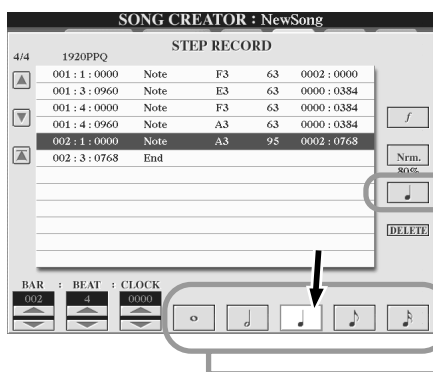 SONG CREATOR : NewSong
STEP RECORD
4/4 1920PPQ
001 : 1 : 0000 Note F3 63 0002 : 0000
001 : 3 : 0960 Note E3 63 0000 : 0384
001 : 4 : 0000 Note F3 63 0000 : 0384
001 : 4 : 0960 Note A3 63 0000 : 0384
002 : 1 : 0000 Note A3 95 0002 : 0768
002 : 3 : 0768 End
f
Nrm.
80%
DELETE
BAR : BEAT : CLOCK
002 4 0000